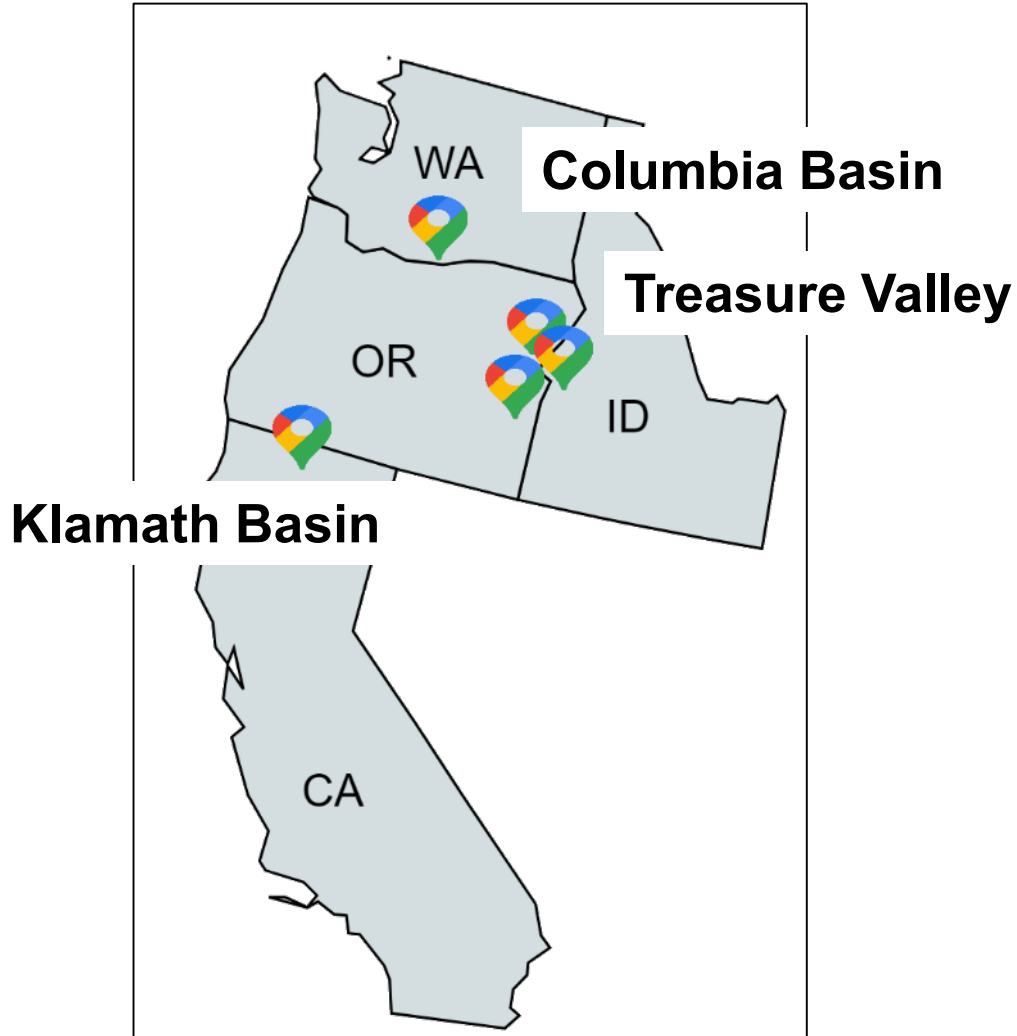 WA
Columbia Basin
Treasure Valley
OR
ID
Klamath Basin
CA